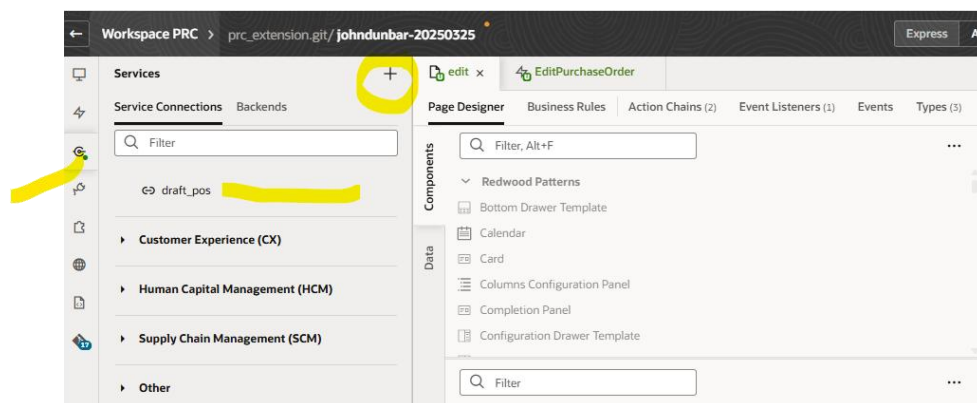 Workspace PRC > prc_extension.git/ johndunbar-20250325
Express
Services
Service Connections Backends
Filter
draft_pos
Customer Experience (CX)
Human Capital Management (HCM)
Supply Chain Management (SCM)
Other
17
edit × EditPurchaseOrder
Page Designer Business Rules Action Chains (2) Event Listeners (1) Events Types (3)
Components
Data
Filter, Alt+F
Redwood Patterns
Bottom Drawer Template
Calendar
Card
Columns Configuration Panel
Completion Panel
Configuration Drawer Template
Filter